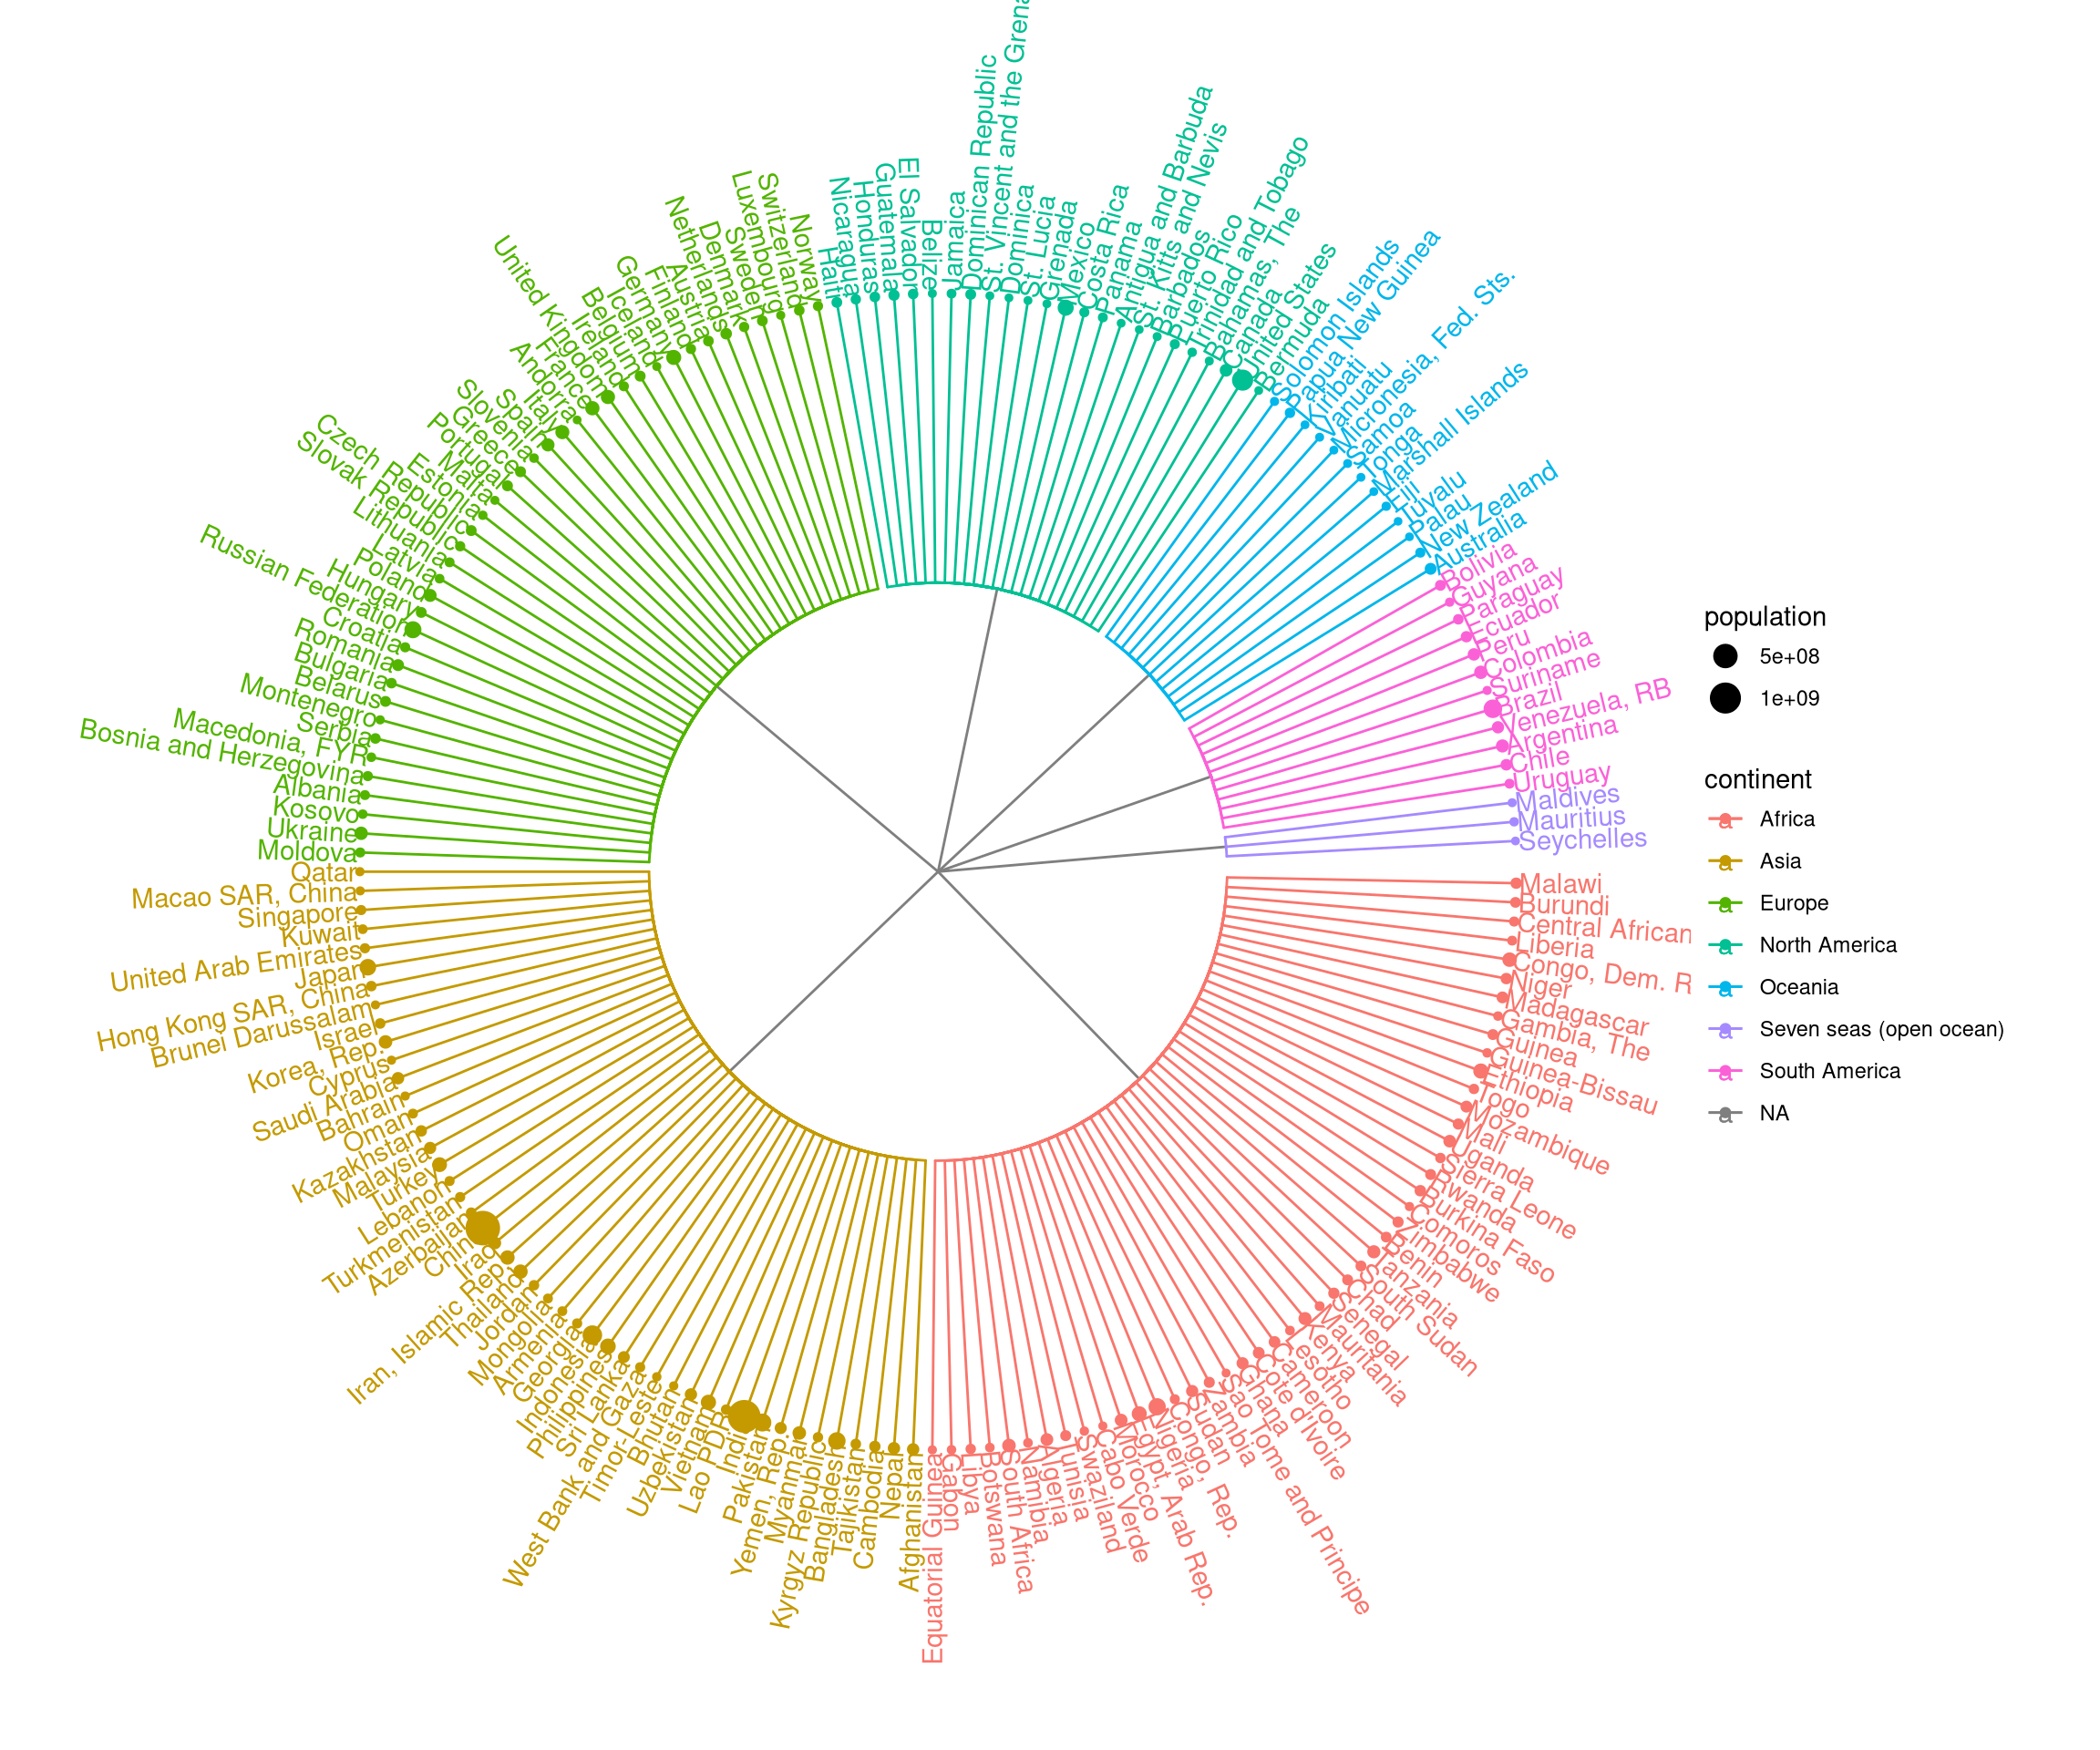 Haiti
Nicaragua
Honduras
Guatemala
El Salvador
Belize
Jamaica
Dominican Republic
St. Vincent and the Grena
Dominica
St. Lucia
Grenada
Mexico
Costa Rica
Panama
Antigua and Barbuda
St. Kitts and Nevis
Barbados
Puerto Rico
Trinidad and Tobago
Bahamas, The
Canada
United States
Bermuda
Solomon Islands
Papua New Guinea
Kiribati
Vanuatu
Micronesia, Fed. Sts.
Samoa
Tonga
Marshall Islands
Fiji
Tuvalu
Palau
New Zealand
Australia
Bolivia
Guyana
Paraguay
Ecuador
Peru
Colombia
Suriname
Brazil
Venezuela, RB
Argentina
Chile
Uruguay
Maldives
Mauritius
Seychelles
Malawi
Burundi
Central African
Liberia
Congo, Dem. R
Niger
Madagascar
Gambia, The
Guinea
Guinea-Bissau
Ethiopia
Togo
Mozambique
Mali
Uganda
Sierra Leone
Rwanda
Burkina Faso
Comoros
Zimbabwe
Benin
Tanzania
South Sudan
Chad
Senegal
Mauritania
Kenya
Lesotho
Cameroon
Cote d'Ivoire
Ghana
Sao Tome and Principe
Zambia
Sudan
Congo, Rep.
Nigeria
Egypt, Arab Rep.
Morocco
Cabo Verde
Swaziland
Tunisia
Algeria
Namibia
South Africa
Botswana
Libya
Gabon
Equatorial Guinea
Afghanistan
Nepal
Cambodia
Tajikistan
Bangladesh
Kyrgyz Republic
Myanmar
Yemen, Rep.
Pakistan
India
Lao PDR
Vietnam
Uzbekistan
Bhutan
Timor-Leste
West Bank and Gaza
Sri Lanka
Philippines
Indonesia
Georgia
Armenia
Mongolia
Jordan
Thailand
Iran, Islamic Rep.
Iraq
China
Azerbaijan
Turkmenistan
Lebanon
Turkey
Malaysia
Kazakhstan
Oman
Bahrain
Saudi Arabia
Cyprus
Korea, Rep.
Israel
Brunei Darussalam
Hong Kong SAR, China
Japan
United Arab Emirates
Kuwait
Singapore
Macao SAR, China
Qatar
Moldova
Ukraine
Kosovo
Albania
Bosnia and Herzegovina
Macedonia, FYR
Serbia
Montenegro
Belarus
Bulgaria
Romania
Croatia
Russian Federation
Hungary
Poland
Latvia
Lithuania
Slovak Republic
Czech Republic
Estonia
Malta
Portugal
Greece
Slovenia
Spain
Italy
Andorra
France
United Kingdom
Ireland
Belgium
Iceland
Germany
Finland
Austria
Netherlands
Denmark
Sweden
Luxembourg
Switzerland
Norway
population
5e+08
1e+09
continent
a Africa
a Asia
a Europe
a North America
a Oceania
a Seven seas (open ocean)
a South America
a NA